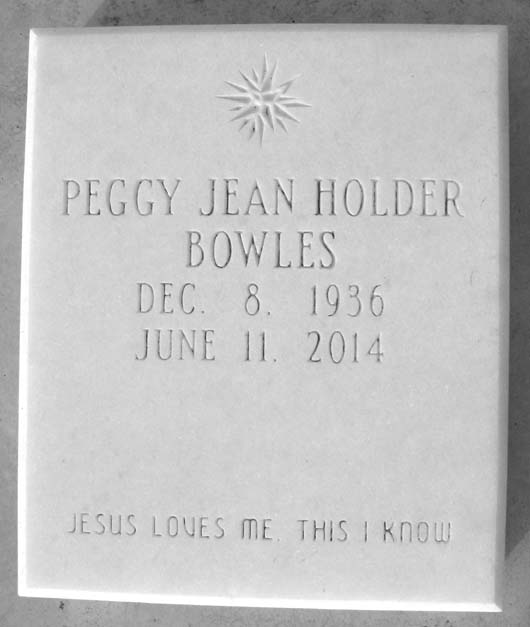 PEGGY JEAN HOLDER
BOWLES
DEC. 8. 1936
JUNE 11. 2014
JESUS LOVES ME, THIS I KNOW